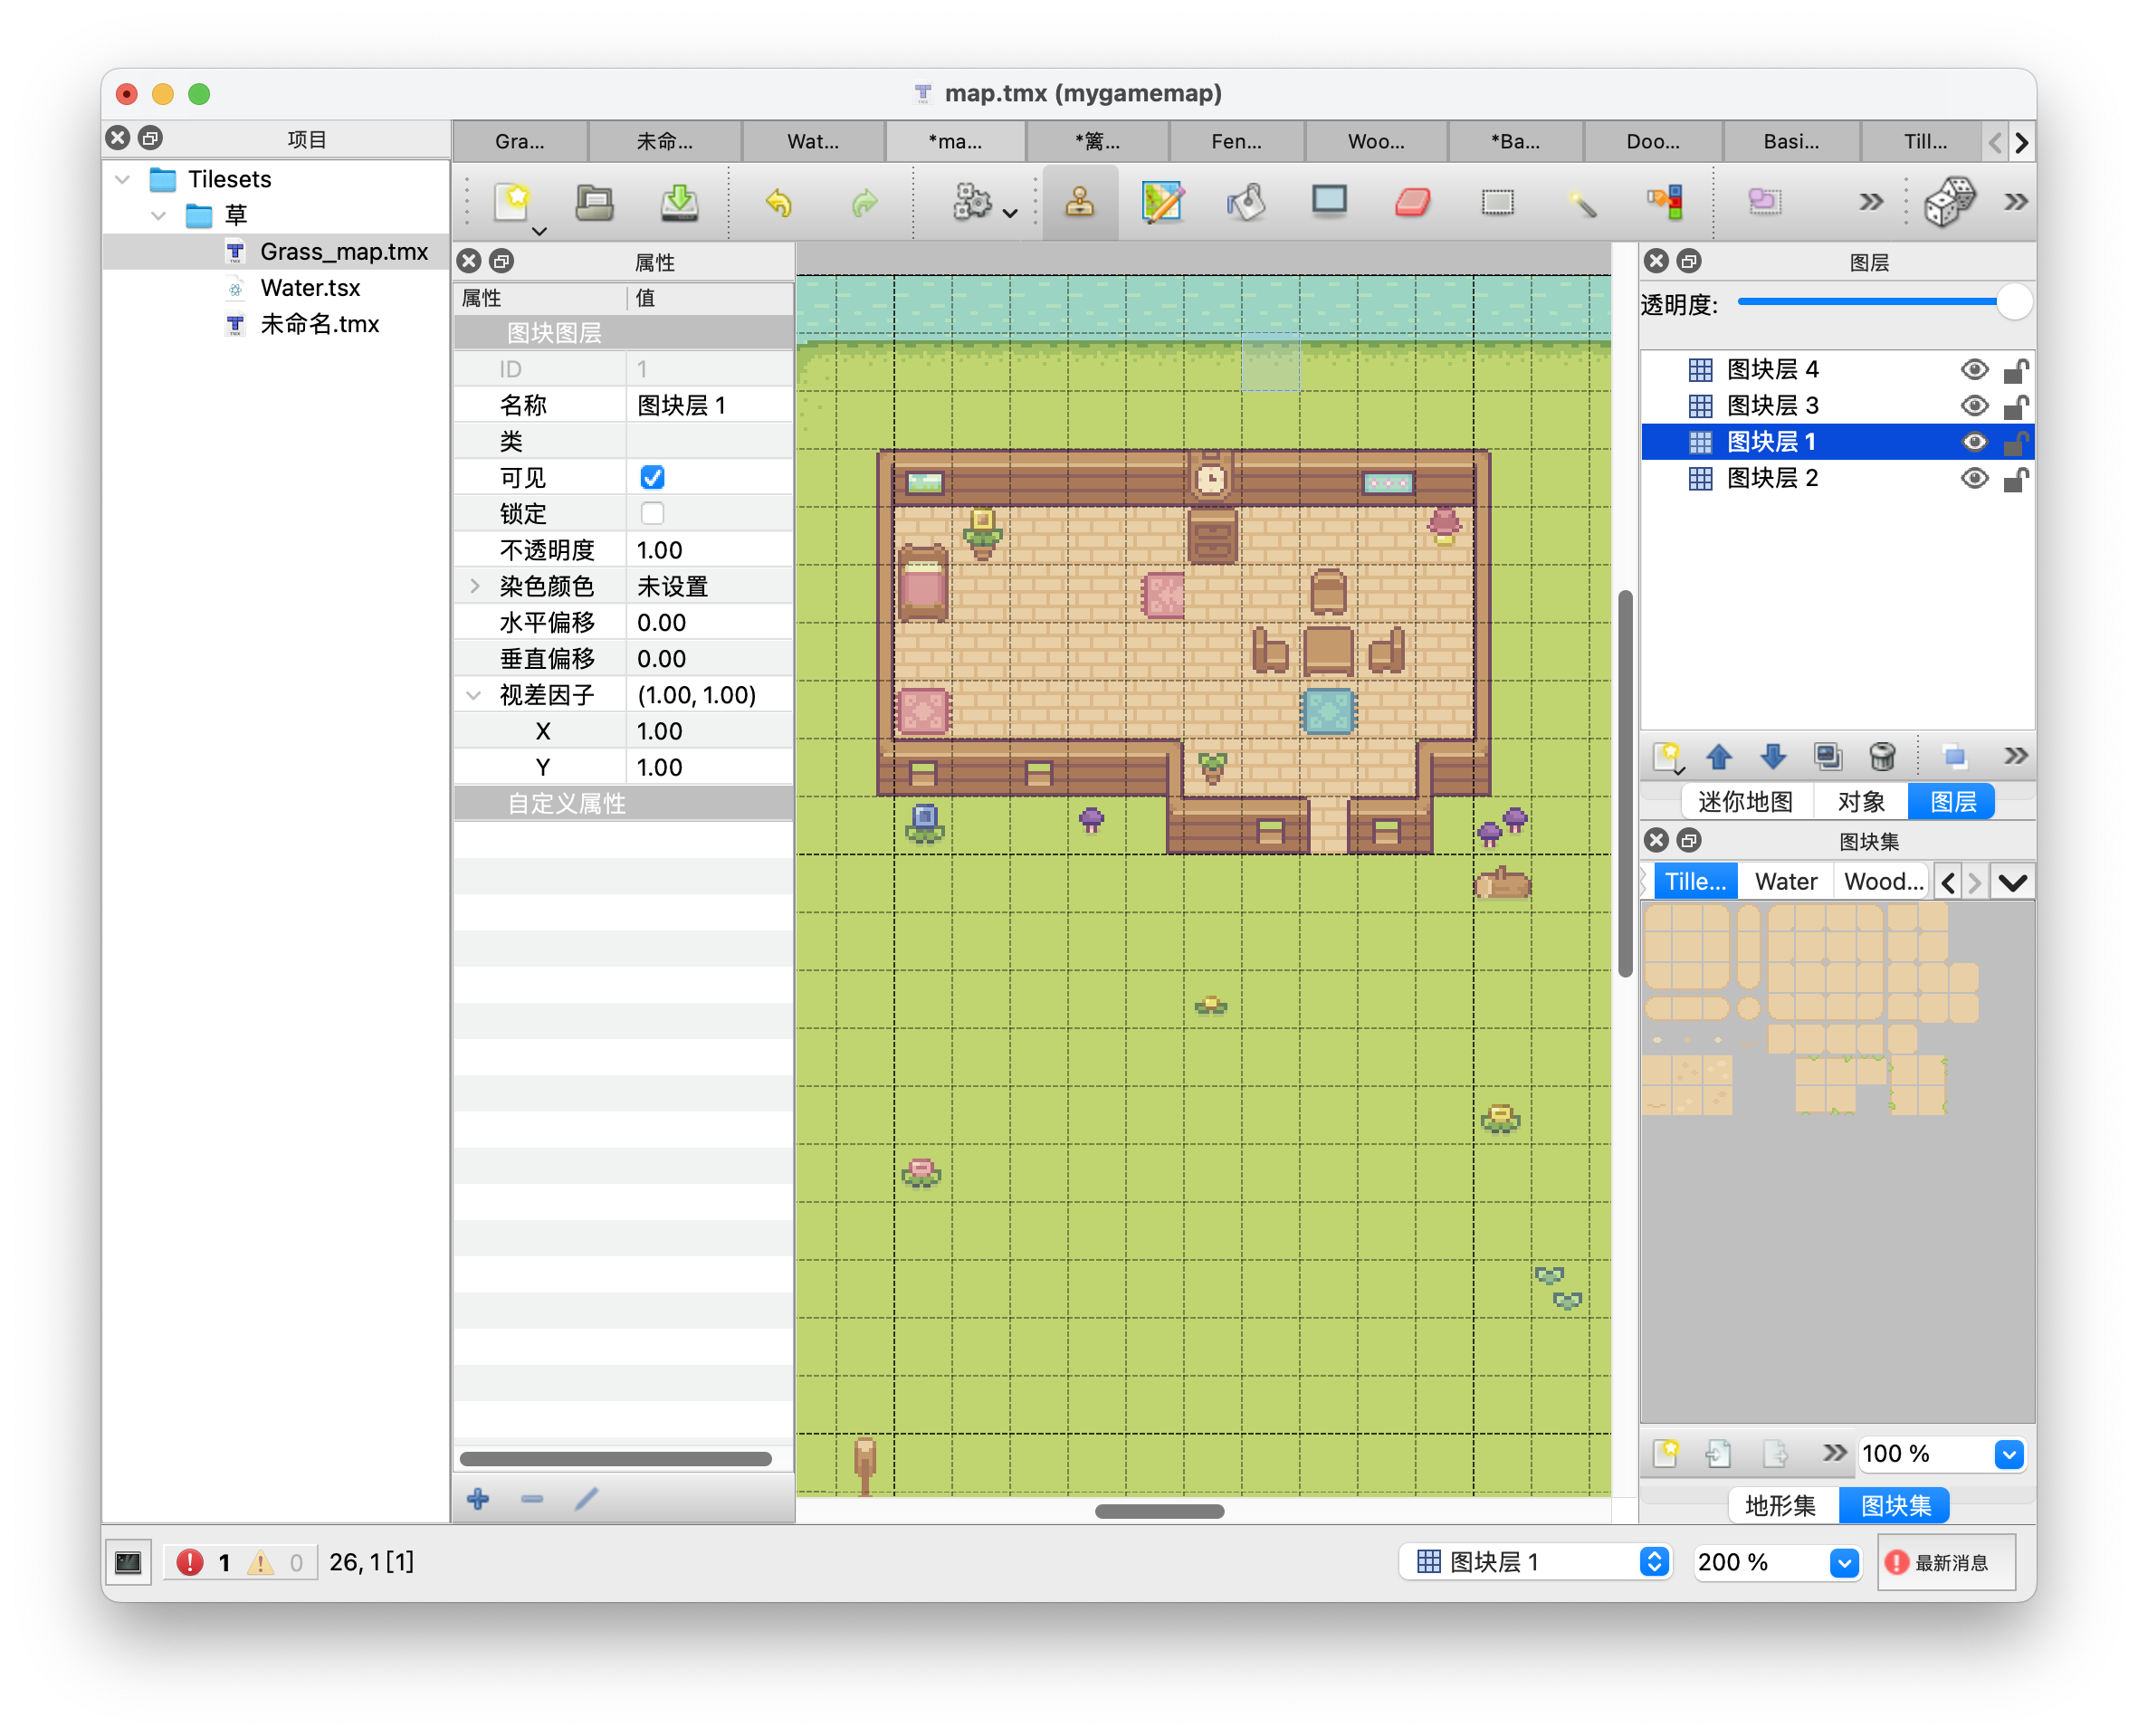 map.tmx (mygamemap)
项目
Gra...
未命...
Wat...
*ma...
*篱...
Fen...
Woo...
*Ba...
Doo...
Basi...
Till...
Tilesets
草
Grass_map.tmx
Water.tsx
未命名.tmx
属性
属性 值
图块图层
ID 1
名称 图块层 1
类
可见
锁定
不透明度 1.00
染色颜色 未设置
水平偏移 0.00
垂直偏移 0.00
视差因子 (1.00, 1.00)
X 1.00
Y 1.00
自定义属性
图层
透明度:
图块层 4
图块层 3
图块层 1
图块层 2
迷你地图 对象 图层
图块集
Tille... Water Wood...
100 %
地形集 图块集
1 0 26, 1 [1]
图块层 1
200 %
最新消息